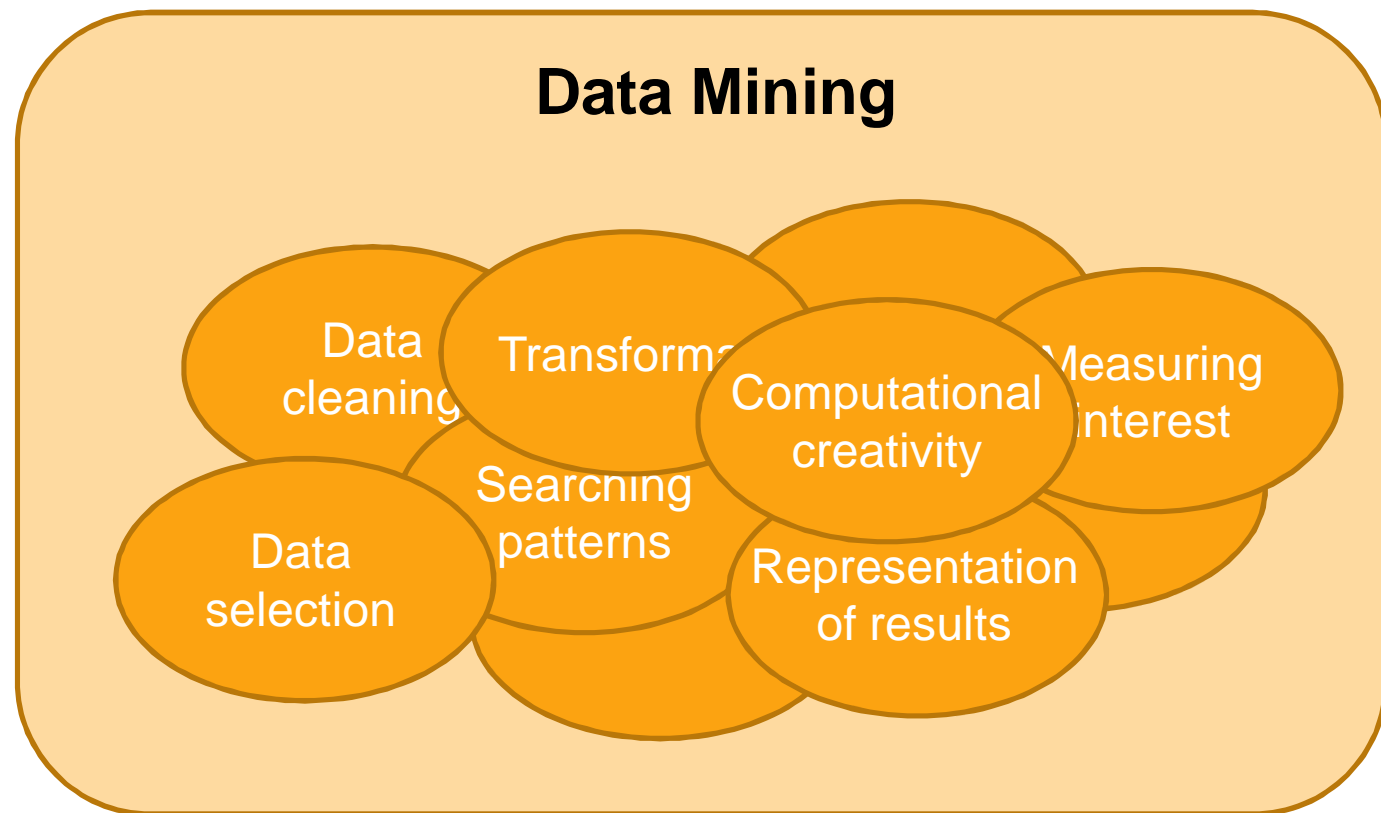 Data Mining
Data
cleaning
Transforma
Computational
creativity
Measuring
interest
Searching
patterns
Data
selection
Representation
of results